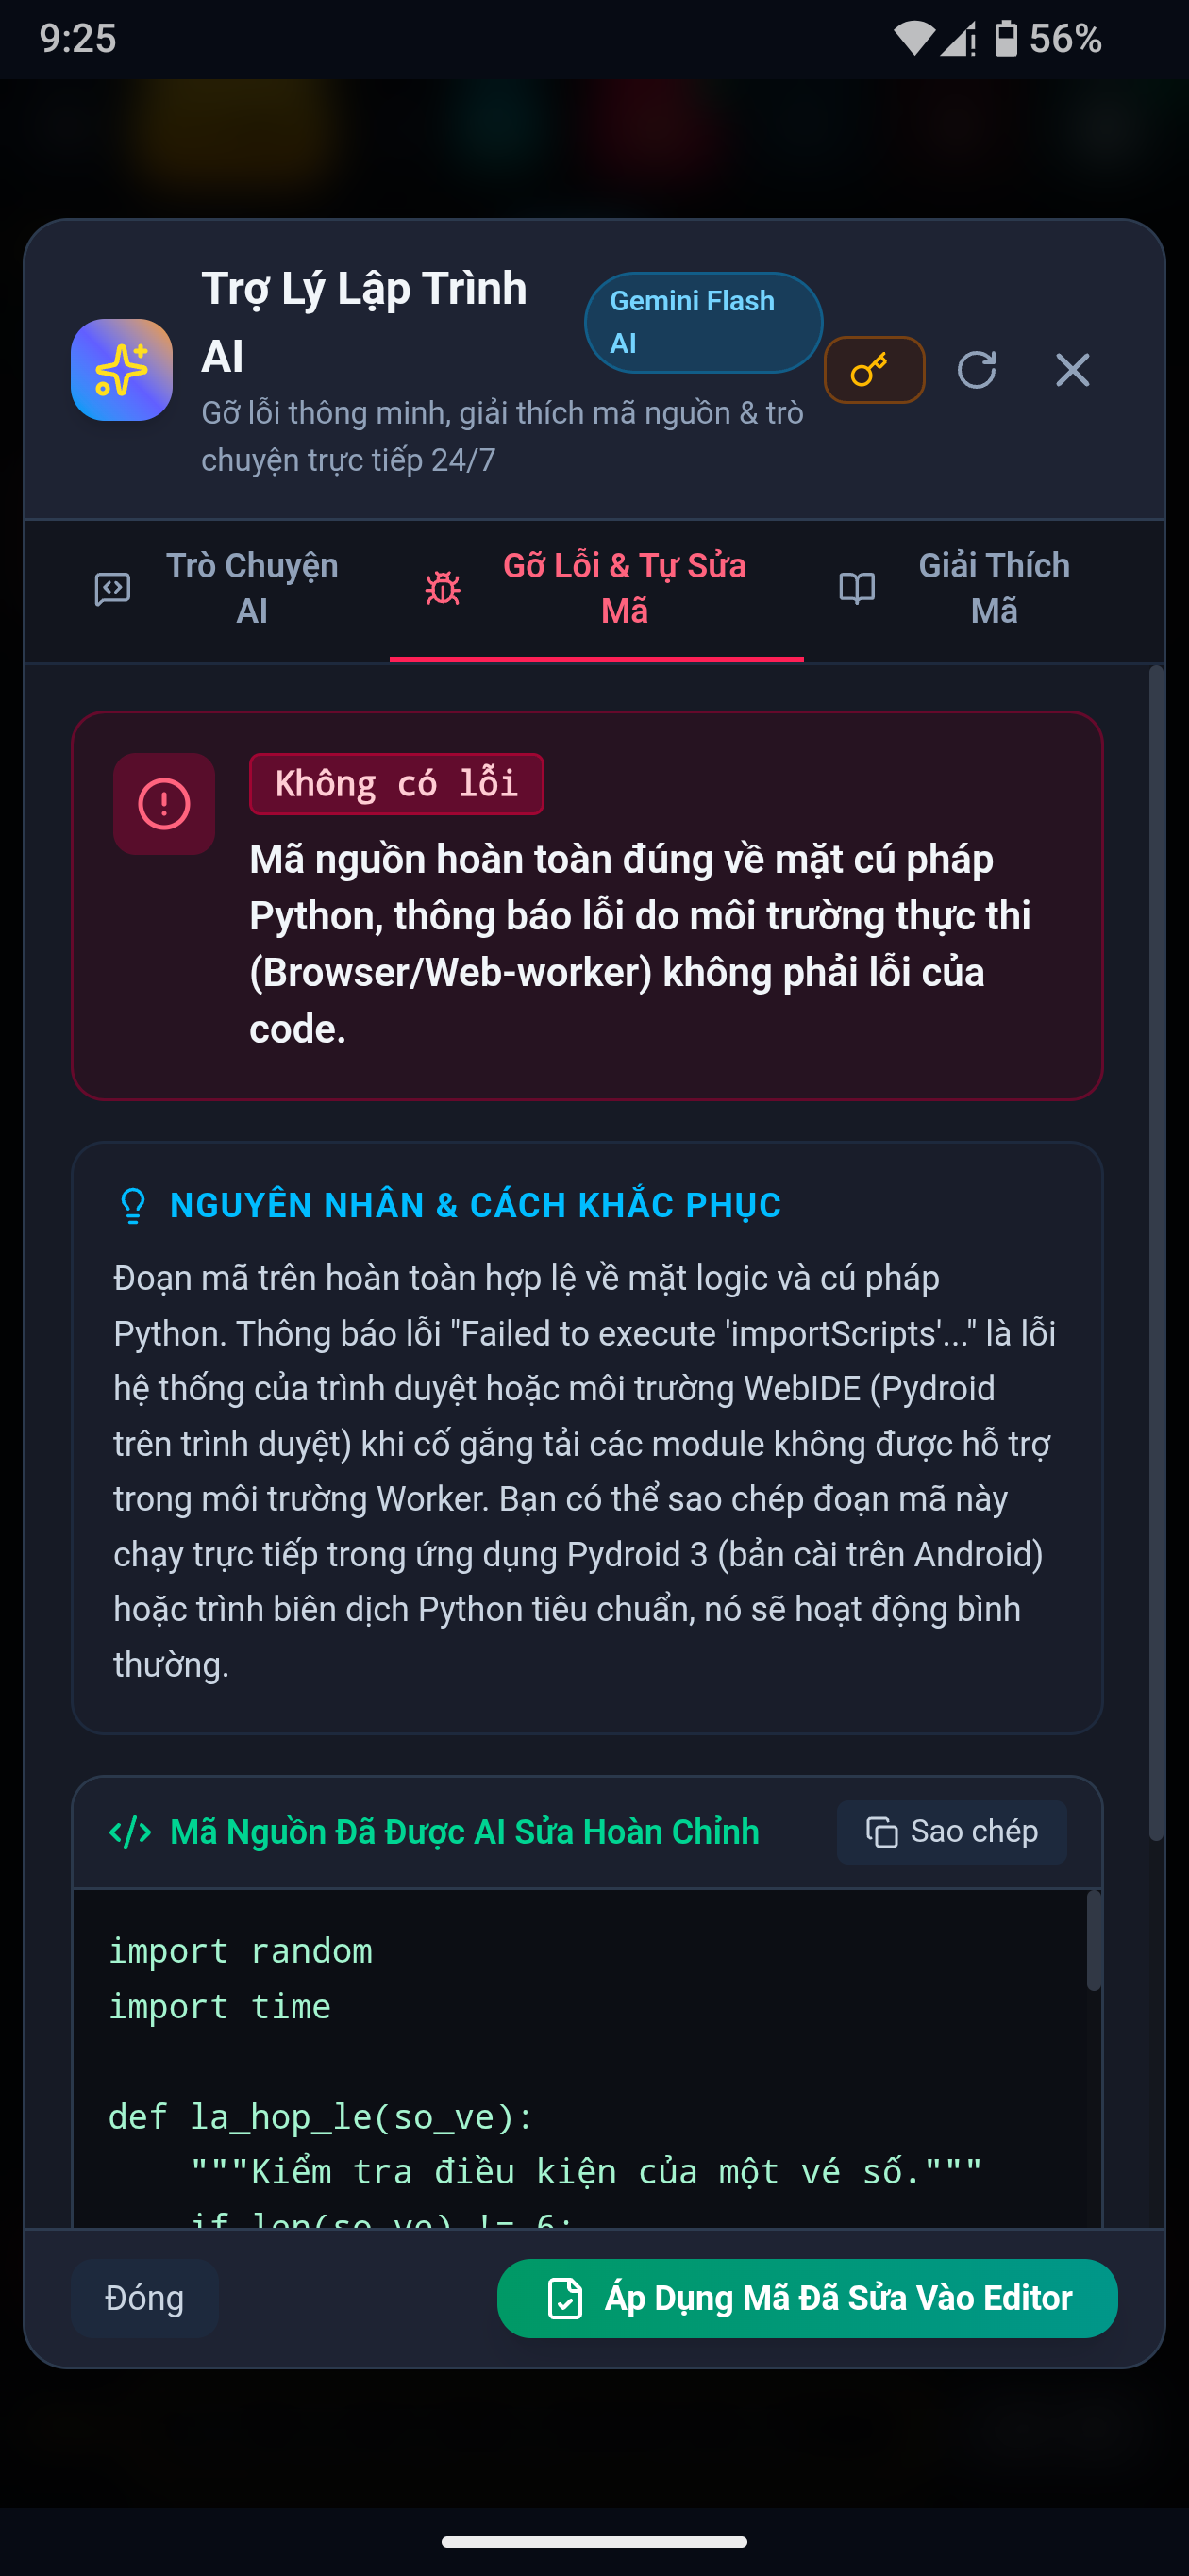 9:25
56%
Trợ Lý Lập Trình
AI
Gemini Flash
AI
Gỡ lỗi thông minh, giải thích mã nguồn & trò
chuyện trực tiếp 24/7
Trò Chuyện
AI
Gỡ Lỗi & Tự Sửa
Mã
Giải Thích
Mã
Không có lỗi
Mã nguồn hoàn toàn đúng về mặt cú pháp
Python, thông báo lỗi do môi trường thực thi
(Browser/Web-worker) không phải lỗi của
code.
NGUYÊN NHÂN & CÁCH KHẮC PHỤC
Đoạn mã trên hoàn toàn hợp lệ về mặt logic và cú pháp
Python. Thông báo lỗi "Failed to execute 'importScripts'..." là lỗi
hệ thống của trình duyệt hoặc môi trường WebIDE (Pydroid
trên trình duyệt) khi cố gắng tải các module không được hỗ trợ
trong môi trường Worker. Bạn có thể sao chép đoạn mã này
chạy trực tiếp trong ứng dụng Pydroid 3 (bản cài trên Android)
hoặc trình biên dịch Python tiêu chuẩn, nó sẽ hoạt động bình
thường.
Mã Nguồn Đã Được AI Sửa Hoàn Chỉnh
Sao chép
import random
import time
def la_hop_le(so_ve):
"""Kiểm tra điều kiện của một vé số."""
if len(so_ve) != 6:
Đóng
Áp Dụng Mã Đã Sửa Vào Editor